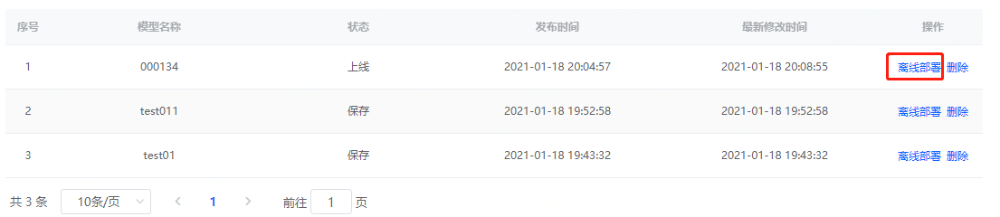 序号 模型名称 状态 发布时间 最新修改时间 操作
1 000134 上线 2021-01-18 20:04:57 2021-01-18 20:08:55 离线部署 删除
2 test011 保存 2021-01-18 19:52:58 2021-01-18 19:52:58 离线部署 删除
3 test01 保存 2021-01-18 19:43:32 2021-01-18 19:43:32 离线部署 删除
共 3 条 10条/页 1 前往 1 页